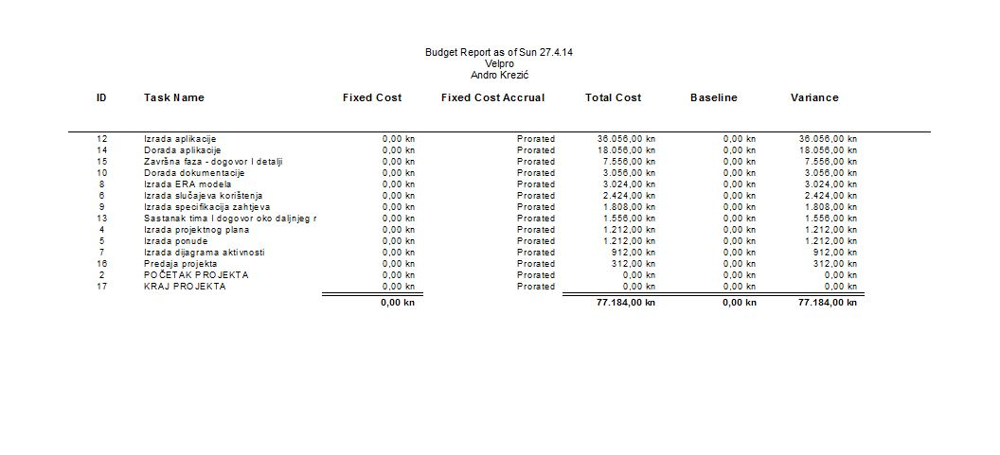 Budget Report as of Sun 27.4.14
Velpro
Andro Krezić
ID Task Name Fixed Cost Fixed Cost Accrual Total Cost Baseline Variance
12 Izrada aplikacije 0,00 kn Prorated 36.056,00 kn 0,00 kn 36.056,00 kn
14 Dorada aplikacije 0,00 kn Prorated 18.056,00 kn 0,00 kn 18.056,00 kn
15 Završna faza - dogovor I detalji 0,00 kn Prorated 7.556,00 kn 0,00 kn 7.556,00 kn
10 Dorada dokumentacije 0,00 kn Prorated 3.056,00 kn 0,00 kn 3.056,00 kn
8 Izrada ERA modela 0,00 kn Prorated 3.024,00 kn 0,00 kn 3.024,00 kn
6 Izrada slučajeva korištenja 0,00 kn Prorated 2.424,00 kn 0,00 kn 2.424,00 kn
9 Izrada specifikacija zahtjeva 0,00 kn Prorated 1.808,00 kn 0,00 kn 1.808,00 kn
13 Sastanak tima I dogovor oko daljnjeg r 0,00 kn Prorated 1.556,00 kn 0,00 kn 1.556,00 kn
4 Izrada projektnog plana 0,00 kn Prorated 1.212,00 kn 0,00 kn 1.212,00 kn
5 Izrada ponude 0,00 kn Prorated 1.212,00 kn 0,00 kn 1.212,00 kn
7 Izrada dijagrama aktivnosti 0,00 kn Prorated 912,00 kn 0,00 kn 912,00 kn
16 Predaja projekta 0,00 kn Prorated 312,00 kn 0,00 kn 312,00 kn
2 POČETAK PROJEKTA 0,00 kn Prorated 0,00 kn 0,00 kn 0,00 kn
17 KRAJ PROJEKTA 0,00 kn Prorated 0,00 kn 0,00 kn 0,00 kn
0,00 kn 77.184,00 kn 0,00 kn 77.184,00 kn